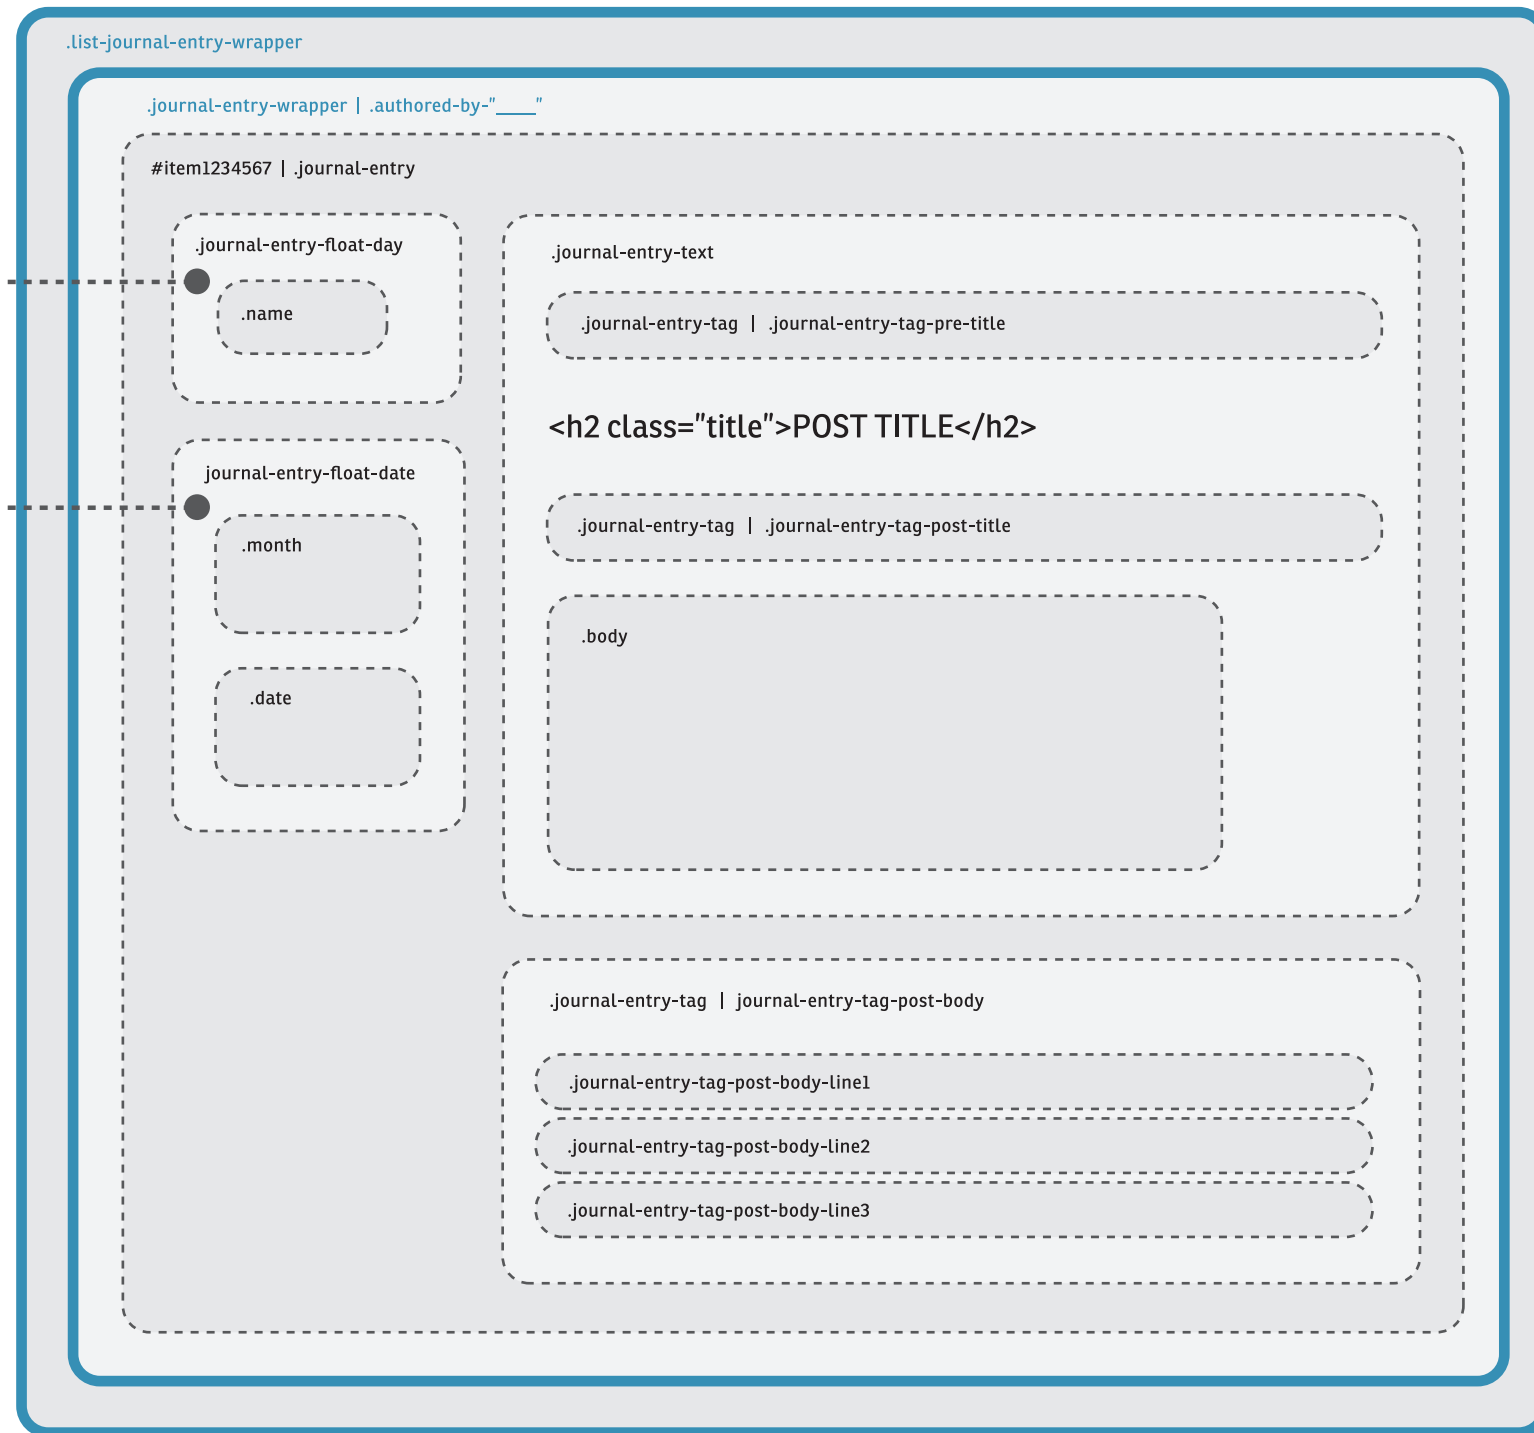 .list-journal-entry-wrapper
.journal-entry-wrapper | .authored-by-"____"
#item1234567 | .journal-entry
.journal-entry-float-day
.name
journal-entry-float-date
.month
.date
.journal-entry-text
.journal-entry-tag | .journal-entry-tag-pre-title
<h2 class="title">POST TITLE</h2>
.journal-entry-tag | .journal-entry-tag-post-title
.body
.journal-entry-tag | journal-entry-tag-post-body
.journal-entry-tag-post-body-line1
.journal-entry-tag-post-body-line2
.journal-entry-tag-post-body-line3